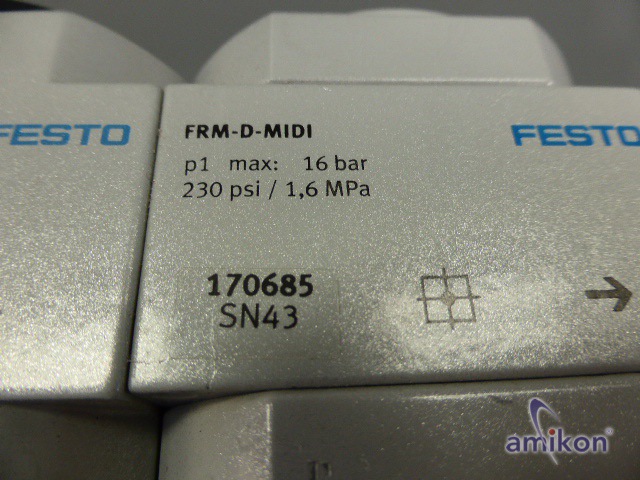 FESTO
FRM-D-MIDI
FESTO
p1 max: 16 bar
230 psi / 1,6 MPa
170685
SN43
amikon®